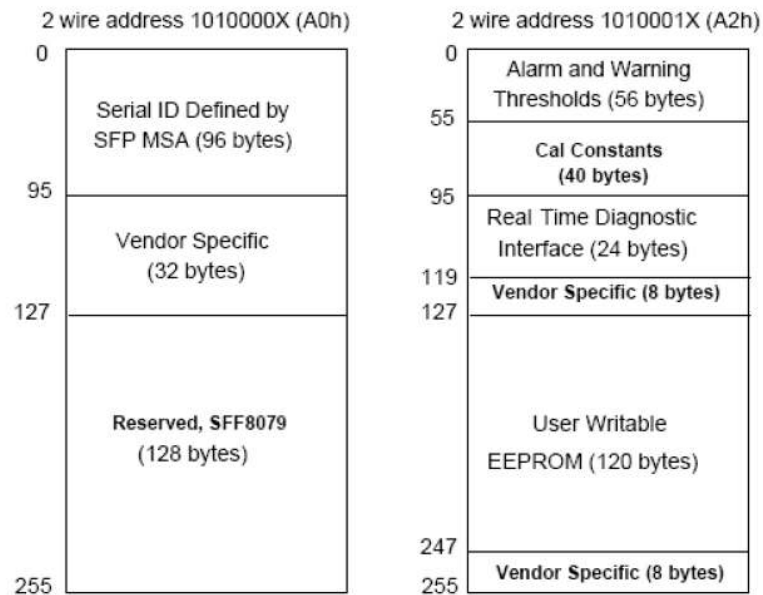 2 wire address 1010000X (A0h)
0
Serial ID Defined by
SFP MSA (96 bytes)
95
Vendor Specific
(32 bytes)
127
Reserved, SFF8079
(128 bytes)
255
2 wire address 1010001X (A2h)
0
Alarm and Warning
Thresholds (56 bytes)
55
Cal Constants
(40 bytes)
95
Real Time Diagnostic
Interface (24 bytes)
119
Vendor Specific (8 bytes)
127
User Writable
EEPROM (120 bytes)
247
Vendor Specific (8 bytes)
255